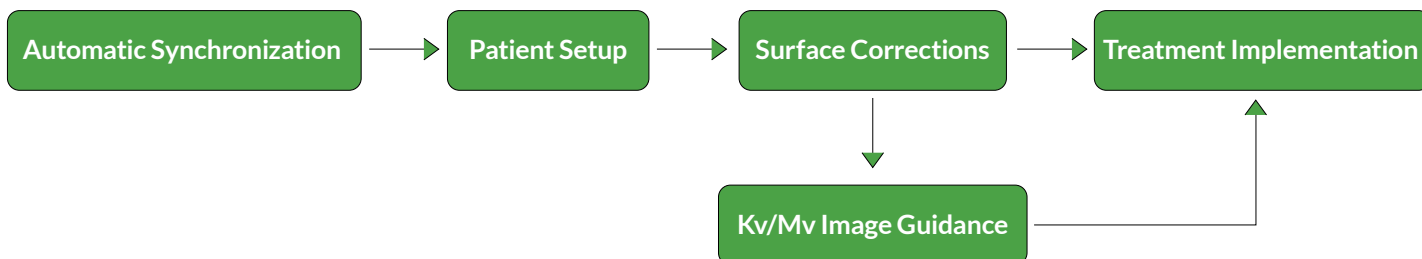 Automatic Synchronization
Patient Setup
Surface Corrections
Treatment Implementation
Kv/Mv Image Guidance